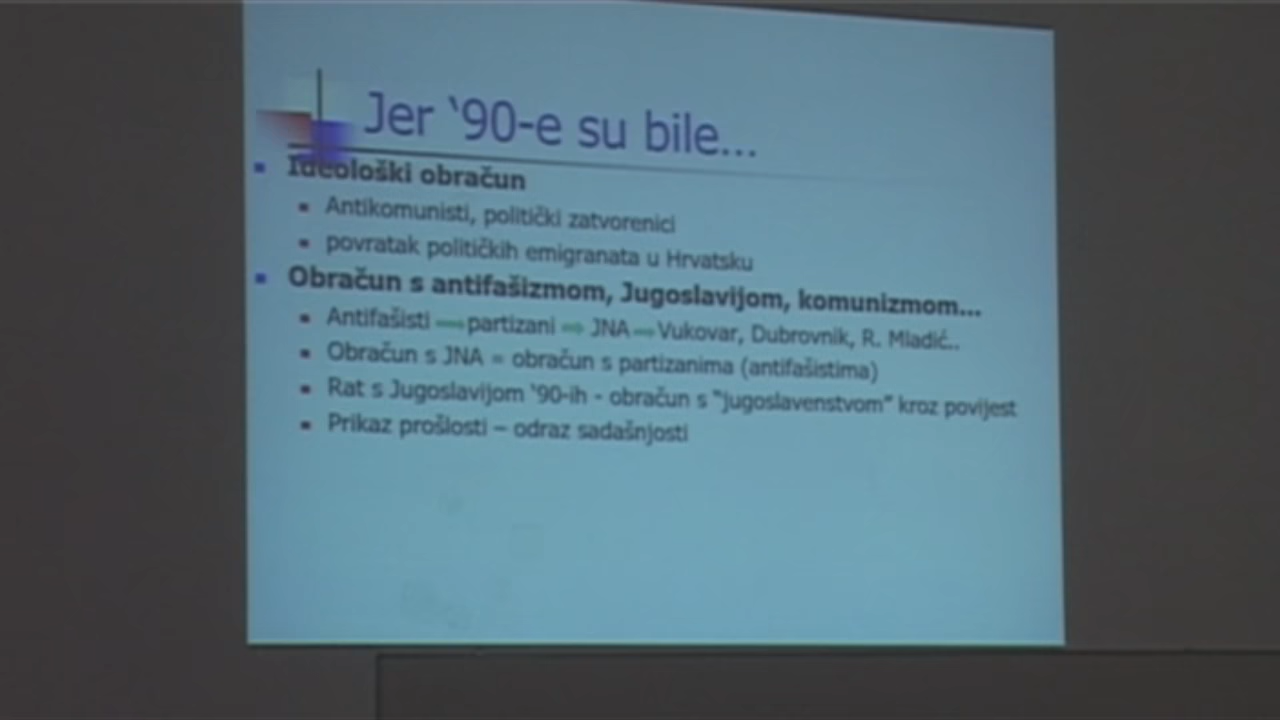 Jer ‘90-e su bile...
Ideološki obračun
Antikomunisti, politički zatvorenici
povratak političkih emigranata u Hrvatsku
Obračun s antifašizmom, Jugoslavijom, komunizmom...
Antifašisti → partizani → JNA → Vukovar, Dubrovnik, R. Mladić..
Obračun s JNA = obračun s partizanima (antifašistima)
Rat s Jugoslavijom ‘90-ih - obračun s “jugoslavenstvom” kroz povijest
Prikaz prošlosti – odraz sadašnjosti